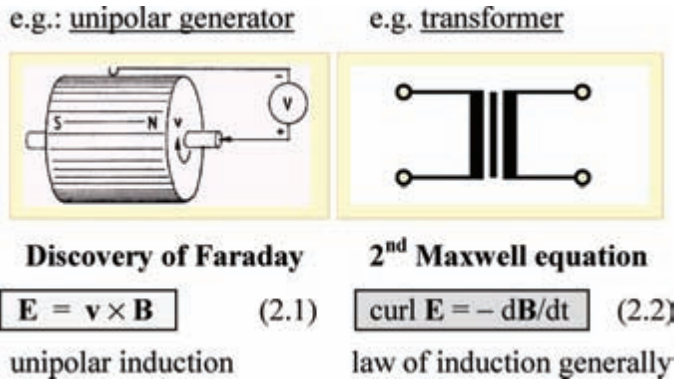 e.g.: unipolar generator
e.g. transformer
S N v
−
V
+
Discovery of Faraday
2nd Maxwell equation
E = v × B (2.1)
curl E = – dB/dt (2.2)
unipolar induction
law of induction generally